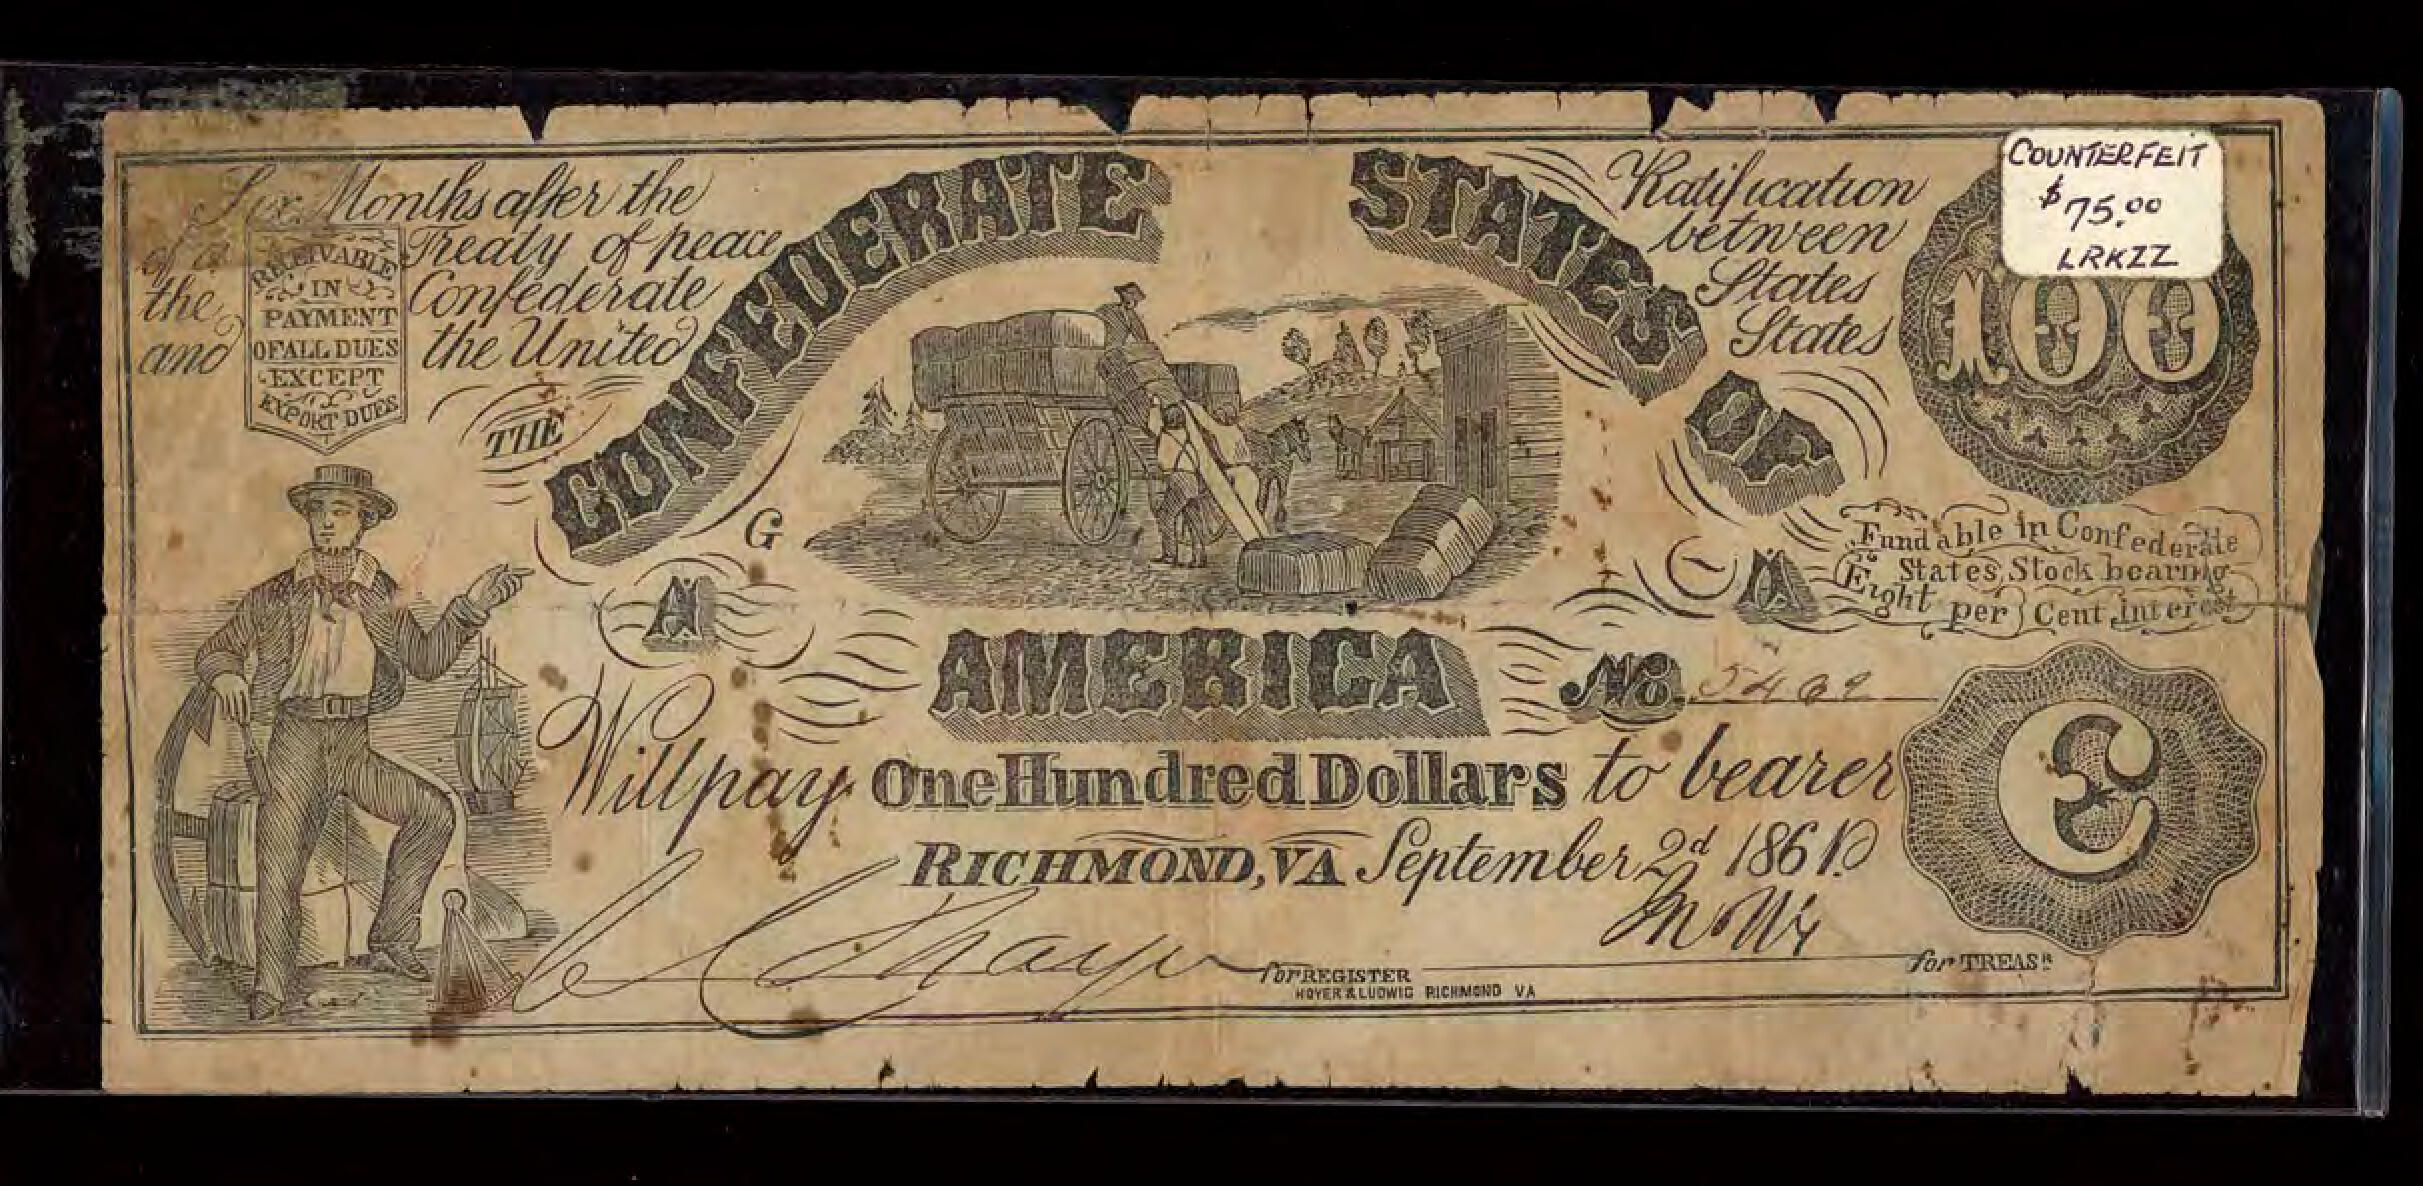 Six Months after the
of a Treaty of peace
the Confederate
and the United
Ratification
between
States
States
RECEIVABLE
IN
PAYMENT
OF ALL DUES
EXCEPT
EXPORT DUES
THE
CONFEDERATE STATES
OF
COUNTERFEIT
$75.00
LRKZZ
100
G
A
A
Fundable in Confederate
States Stock bearing
Eight per Cent interest
AMERICA
No
Will pay One Hundred Dollars to bearer
C
RICHMOND, VA September 2d 1861.
for REGISTER
for TREASR
HOYER & LUDWIG RICHMOND VA